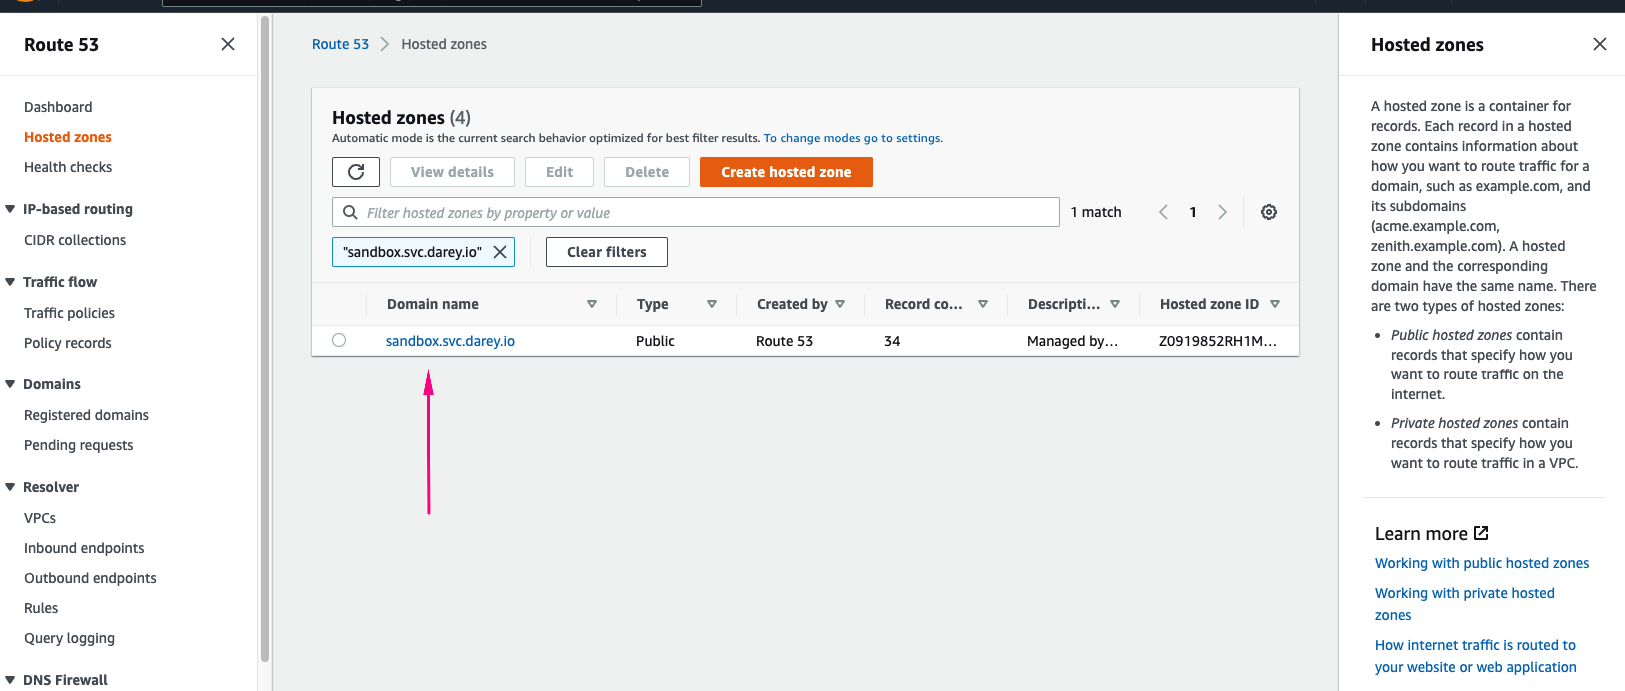 Route 53
Dashboard
Hosted zones
Health checks
IP-based routing
CIDR collections
Traffic flow
Traffic policies
Policy records
Domains
Registered domains
Pending requests
Resolver
VPCs
Inbound endpoints
Outbound endpoints
Rules
Query logging
DNS Firewall
Route 53 > Hosted zones
Hosted zones (4)
Automatic mode is the current search behavior optimized for best filter results. To change modes go to settings.
View details Edit Delete Create hosted zone
Filter hosted zones by property or value 1 match 1
"sandbox.svc.darey.io" Clear filters
Domain name Type Created by Record co... Descripti... Hosted zone ID
sandbox.svc.darey.io Public Route 53 34 Managed by... Z0919852RH1M...
Hosted zones
A hosted zone is a container for
records. Each record in a hosted
zone contains information about
how you want to route traffic for a
domain, such as example.com, and
its subdomains
(acme.example.com,
zenith.example.com). A hosted
zone and the corresponding
domain have the same name. There
are two types of hosted zones:
• Public hosted zones contain
records that specify how you
want to route traffic on the
internet.
• Private hosted zones contain
records that specify how you
want to route traffic in a VPC.
Learn more
Working with public hosted zones
Working with private hosted
zones
How internet traffic is routed to
your website or web application